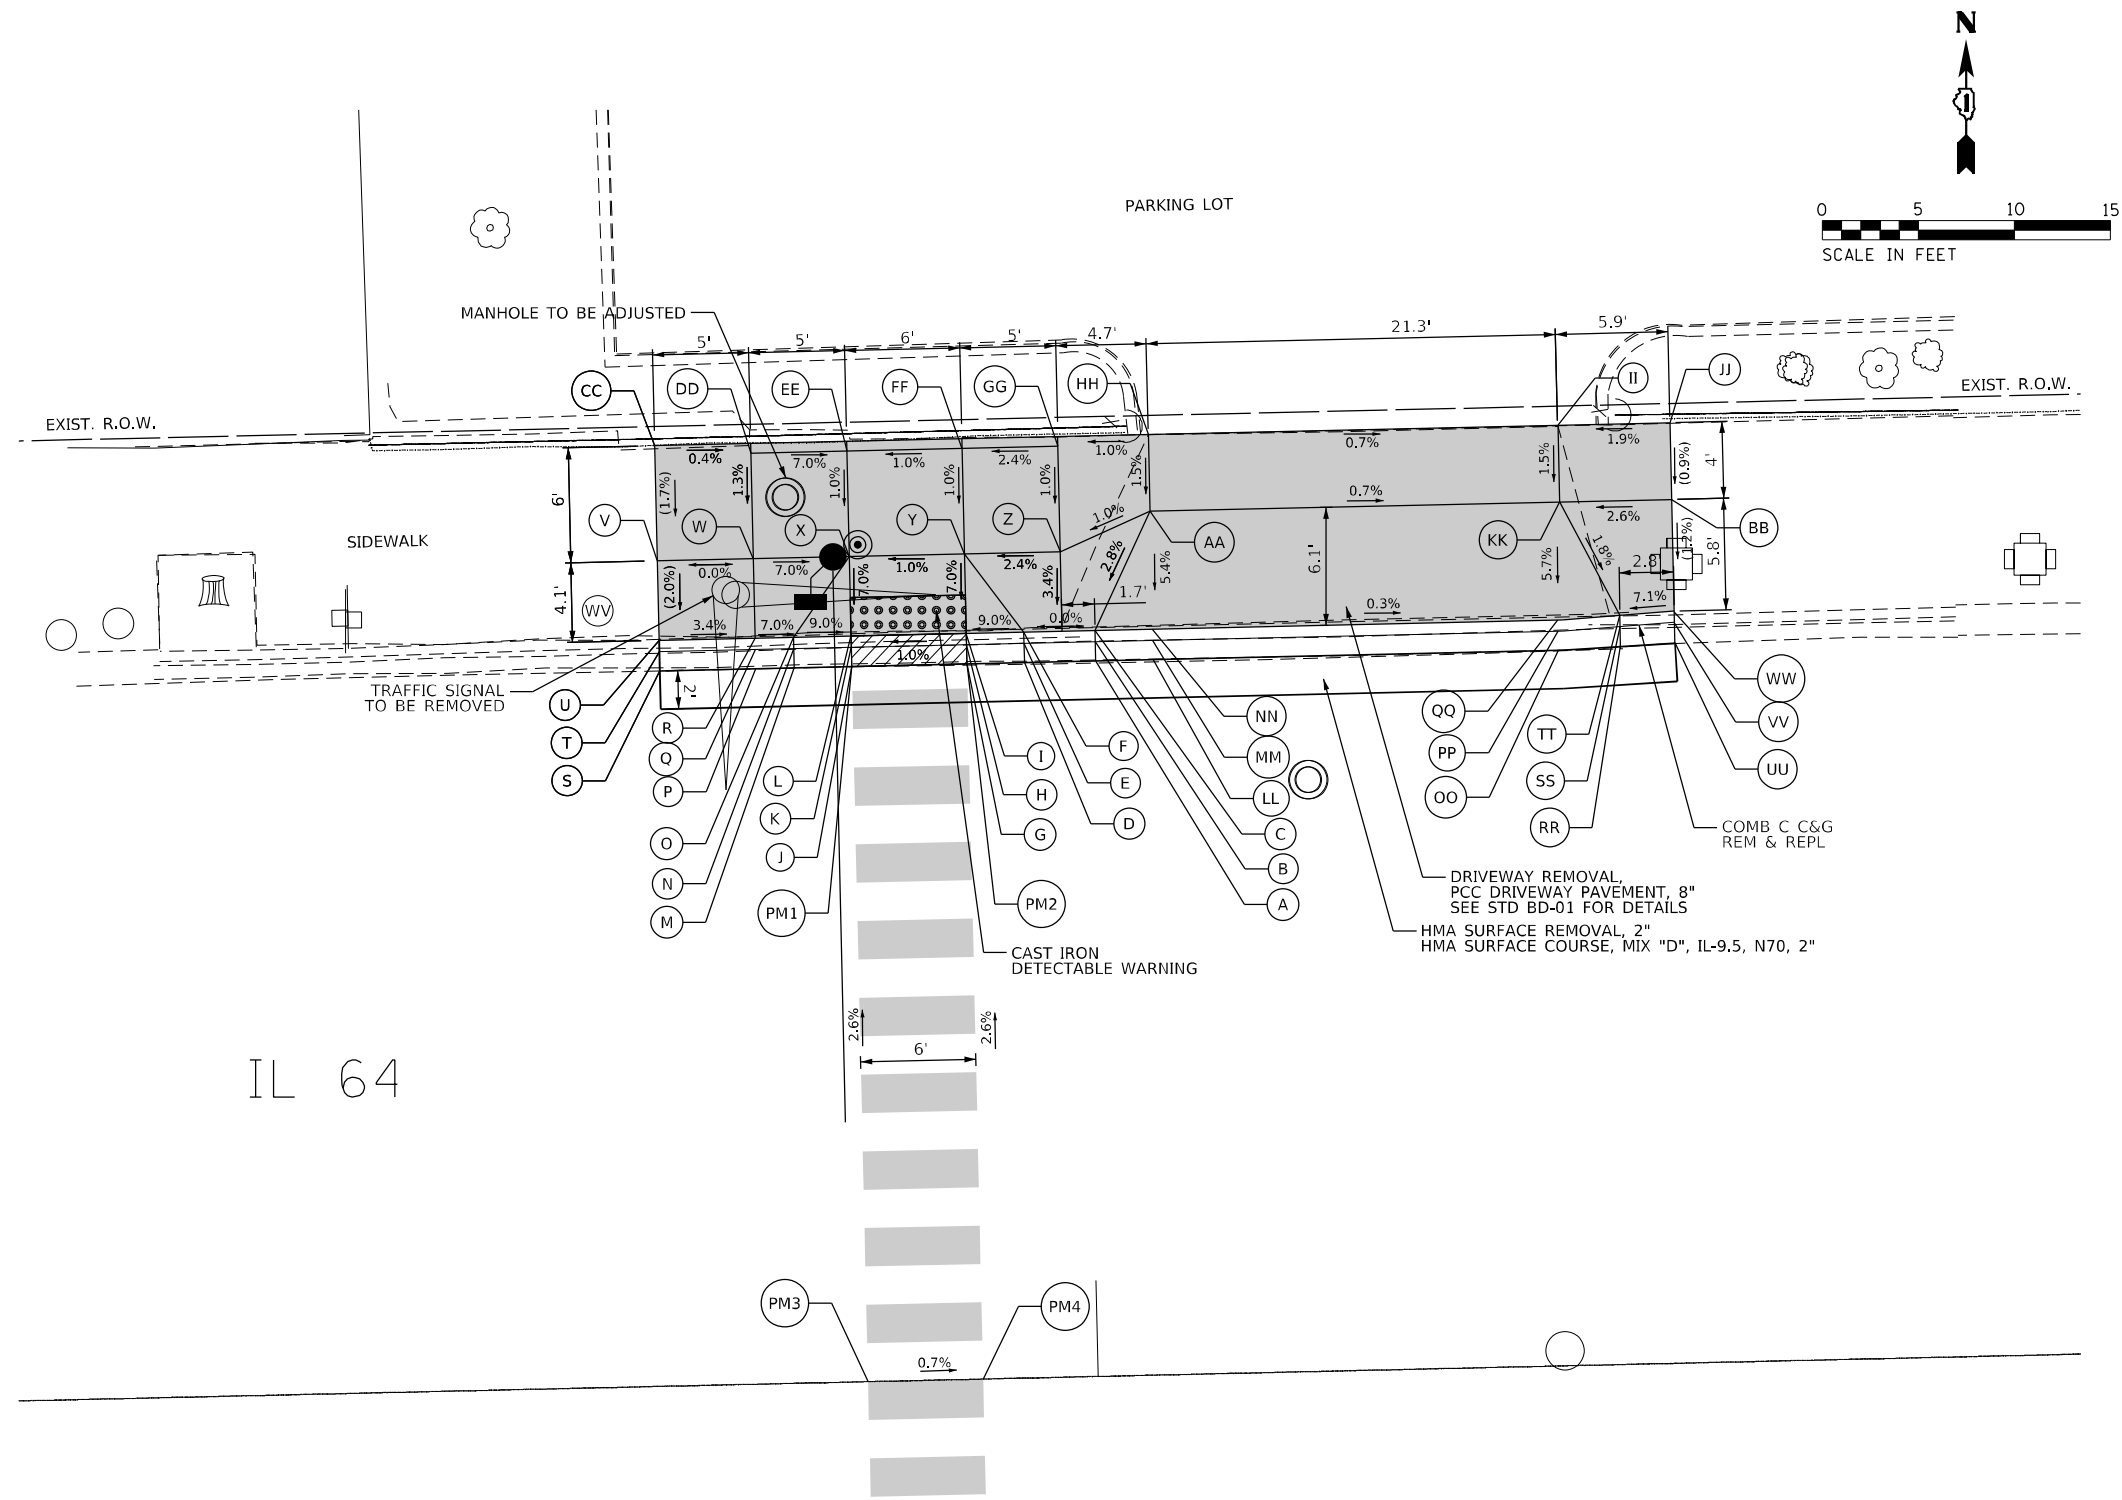 N
0 5 10 15
SCALE IN FEET
PARKING LOT
MANHOLE TO BE ADJUSTED
5' 5' 6' 5' 4.7' 21.3' 5.9'
CC DD EE FF GG HH II JJ
EXIST. R.O.W.
EXIST. R.O.W.
0.4% 7.0% 1.0% 2.4% 1.0% 0.7% 1.9%
(1.7%) 1.3% 1.0% 1.0% 1.0% 1.5% 1.5% (0.9%)
6' 4'
V W X Y Z AA KK BB
1.0% 0.7% 2.6%
SIDEWALK
0.0% 7.0% 1.0% 2.4% 2.8% 5.4% 6.1' 5.7% 1.8% 2.8' (1.2%) 5.8'
4.1' (2.0%) 7.0% 7.0% 3.4% 1.7'
WV
3.4% 7.0% 9.0% 9.0% 0.0% 0.3% 7.1%
1.0%
2'
TRAFFIC SIGNAL
TO BE REMOVED
U R L I F NN QQ TT WW
T Q K H E MM PP SS VV
S P J G D LL OO RR UU
O C
N B
M A
PM1 PM2
COMB C C&G
REM & REPL
DRIVEWAY REMOVAL,
PCC DRIVEWAY PAVEMENT, 8"
SEE STD BD-01 FOR DETAILS
HMA SURFACE REMOVAL, 2"
HMA SURFACE COURSE, MIX "D", IL-9.5, N70, 2"
CAST IRON
DETECTABLE WARNING
2.6% 2.6%
6'
IL 64
PM3 PM4
0.7%